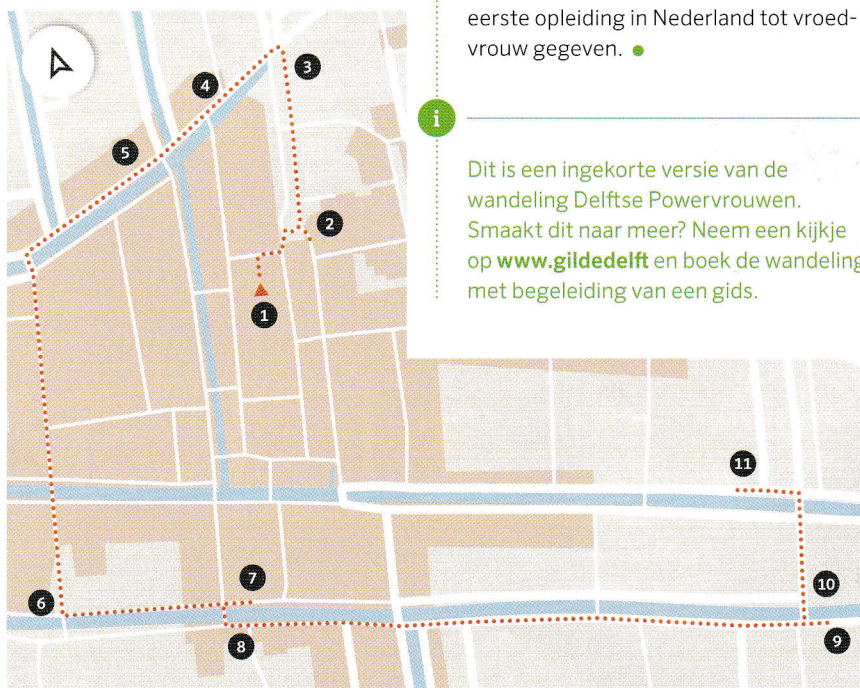 eerste opleiding in Nederland tot vroed-
vrouw gegeven.
i
Dit is een ingekorte versie van de
wandeling Delftse Powervrouwen.
Smaakt dit naar meer? Neem een kijkje
op www.gildedelft en boek de wandeling
met begeleiding van een gids.
3
4
5
2
1
11
7
10
6
8
9